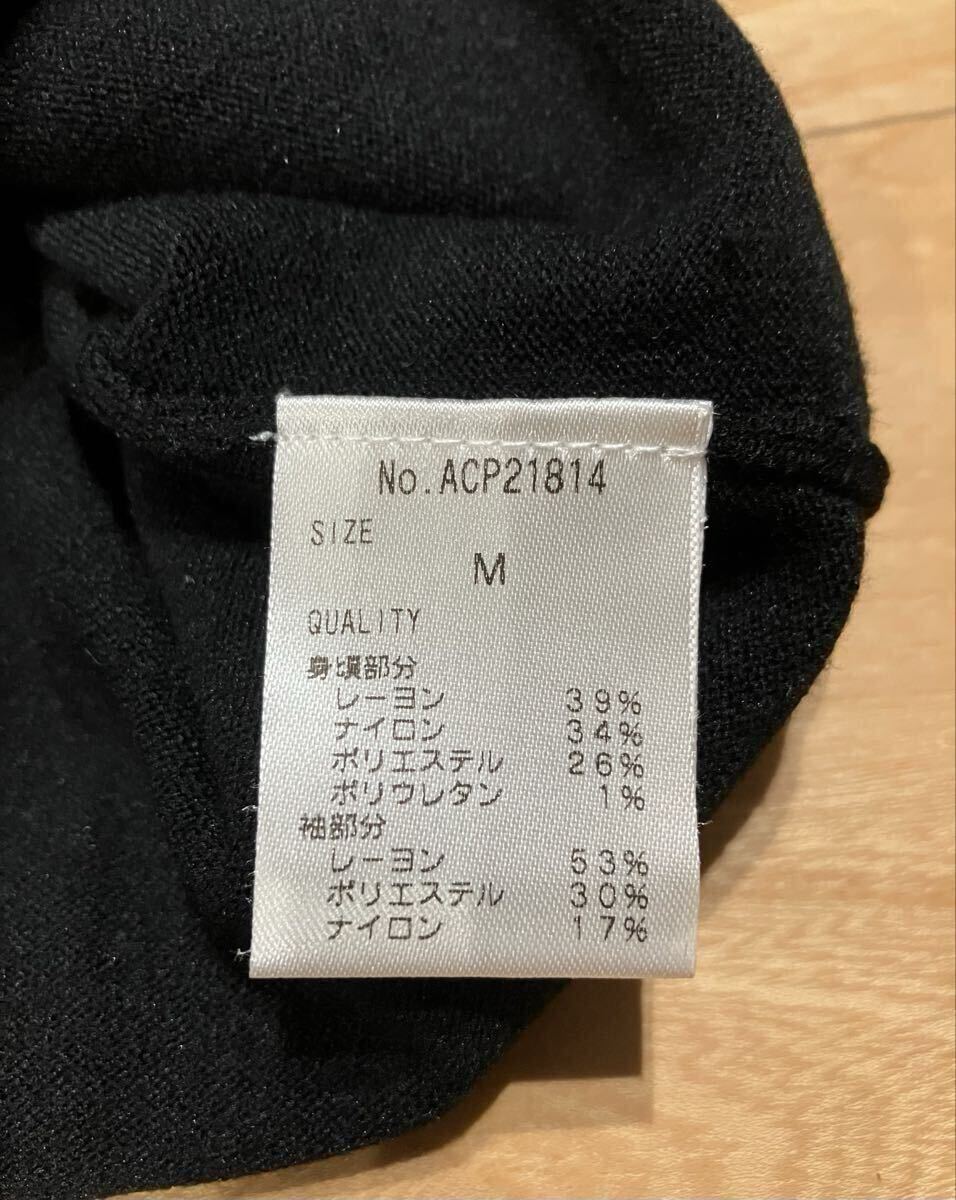 No.ACP21814
SIZE
M
QUALITY
身頃部分
レーヨン 39%
ナイロン 34%
ポリエステル 26%
ポリウレタン 1%
袖部分
レーヨン 53%
ポリエステル 30%
ナイロン 17%